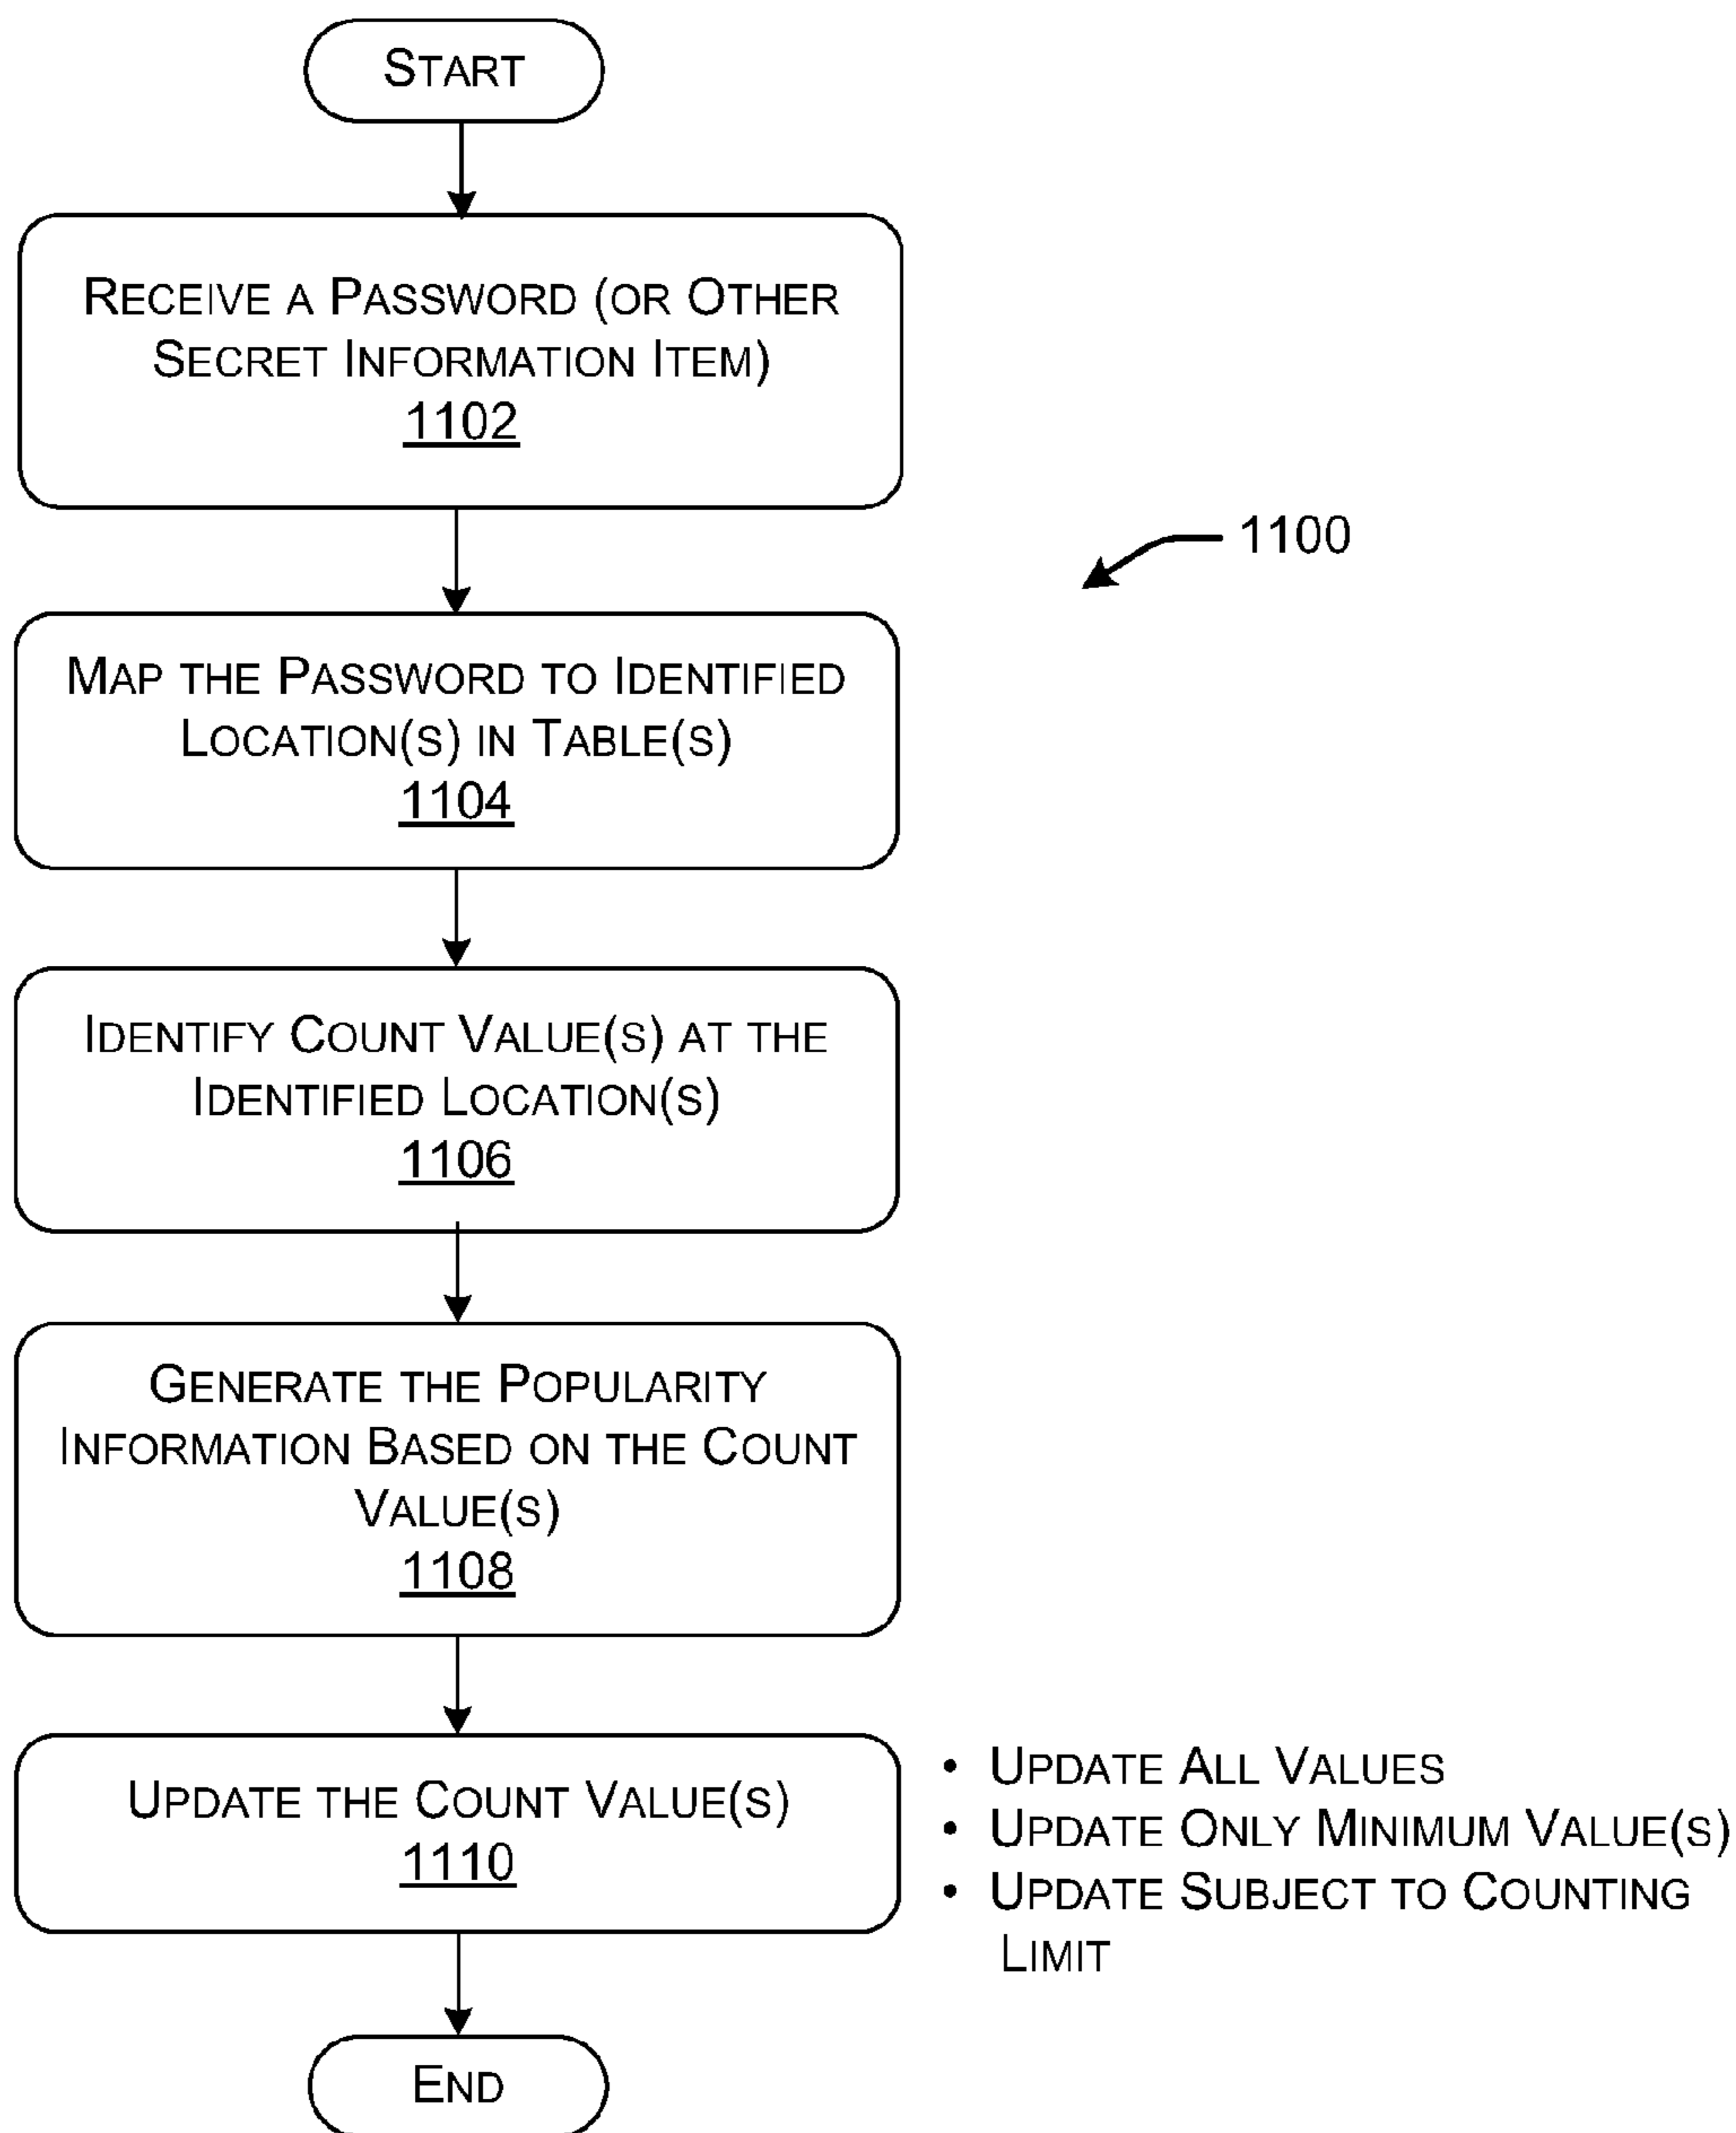 START
RECEIVE A PASSWORD (OR OTHER
SECRET INFORMATION ITEM)
1102
1100
MAP THE PASSWORD TO IDENTIFIED
LOCATION(S) IN TABLE(S)
1104
IDENTIFY COUNT VALUE(S) AT THE
IDENTIFIED LOCATION(S)
1106
GENERATE THE POPULARITY
INFORMATION BASED ON THE COUNT
VALUE(S)
1108
UPDATE THE COUNT VALUE(S)
1110
• UPDATE ALL VALUES
• UPDATE ONLY MINIMUM VALUE(S)
• UPDATE SUBJECT TO COUNTING
LIMIT
END